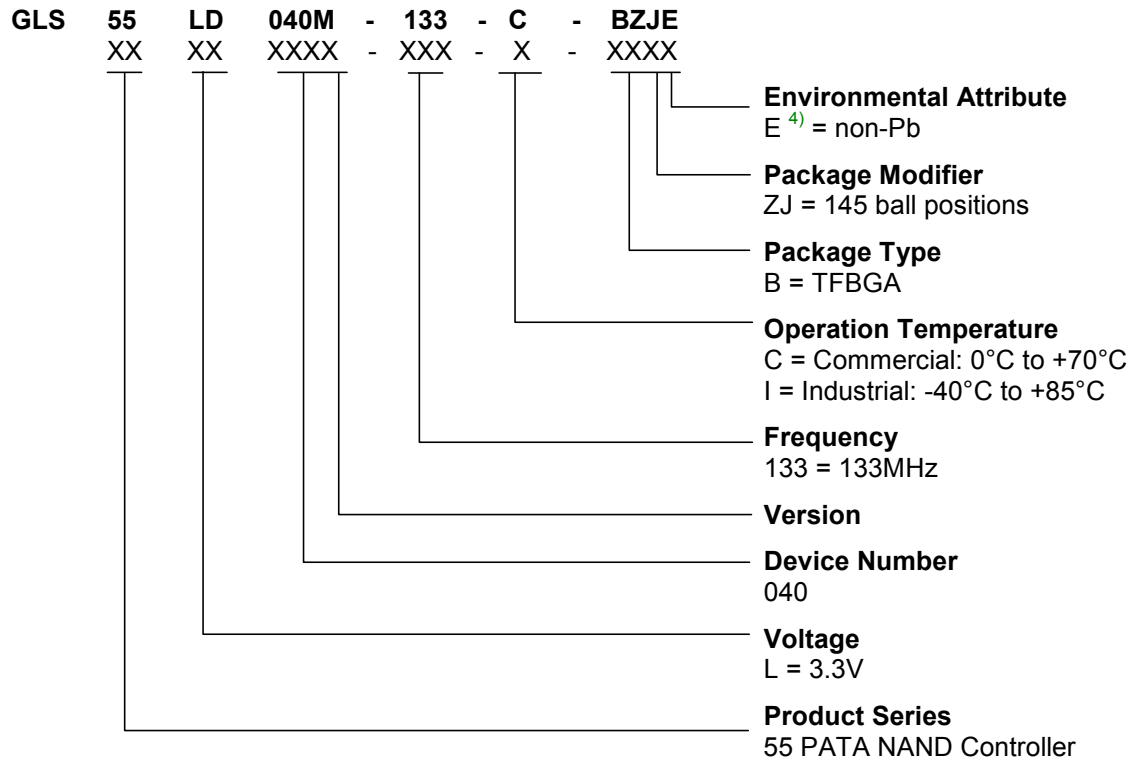 GLS 55 LD 040M - 133 - C - BZJE
XX XX XXXX - XXX - X - XXXX
Environmental Attribute
E 4) = non-Pb
Package Modifier
ZJ = 145 ball positions
Package Type
B = TFBGA
Operation Temperature
C = Commercial: 0°C to +70°C
I = Industrial: -40°C to +85°C
Frequency
133 = 133MHz
Version
Device Number
040
Voltage
L = 3.3V
Product Series
55 PATA NAND Controller